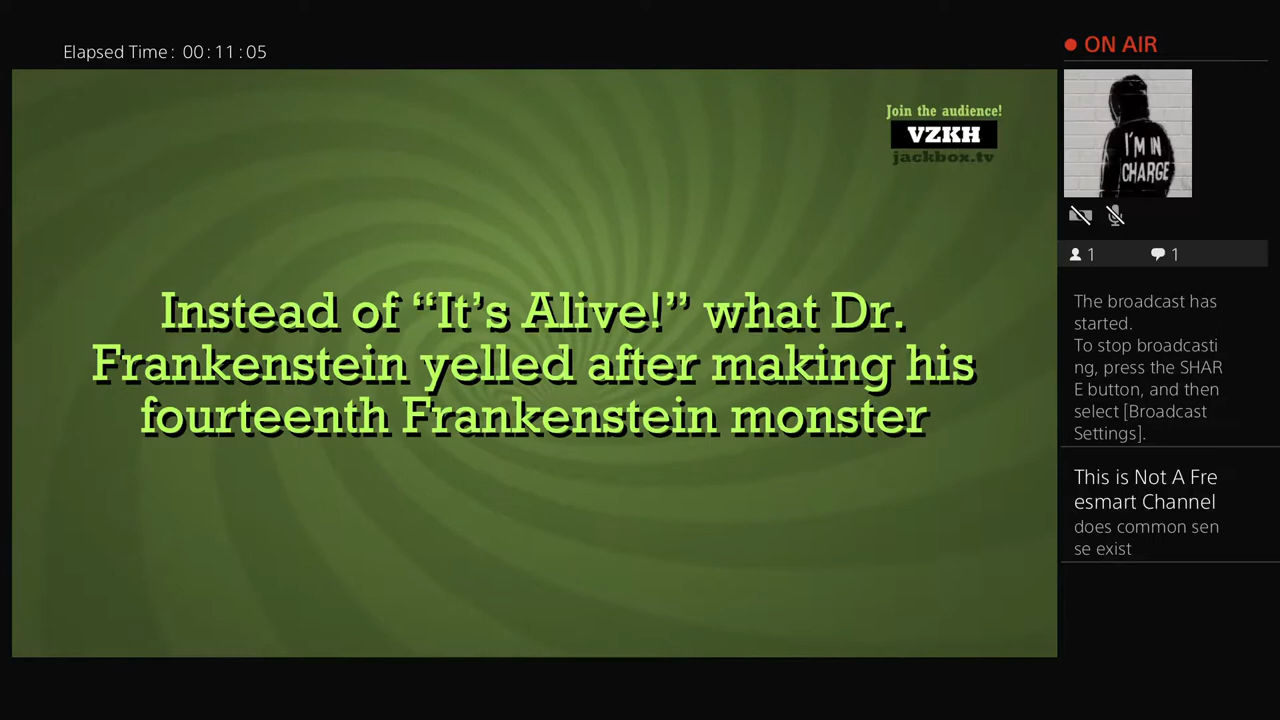 Elapsed Time: 00:11:05
ON AIR
Join the audience!
VZKH
jackbox.tv
I'M IN
CHARGE
1
1
Instead of “It’s Alive!” what Dr.
Frankenstein yelled after making his
fourteenth Frankenstein monster
The broadcast has
started.
To stop broadcasti
ng, press the SHAR
E button, and then
select [Broadcast
Settings].
This is Not A Fre
esmart Channel
does common sen
se exist